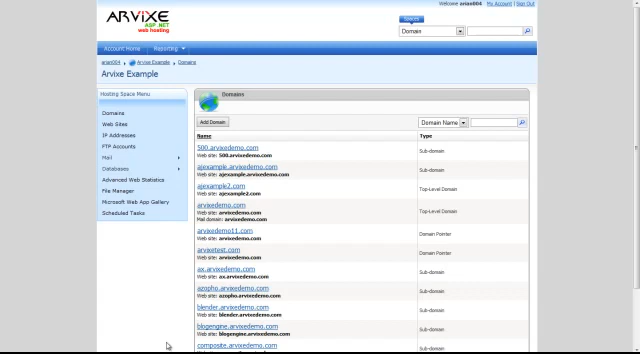 Welcome arian004 My Account | Sign Out
ARVIXE
ASP.NET
web hosting
Spaces
Domain
Account Home Reporting
arian004 Arvixe Example Domains
Arvixe Example
Hosting Space Menu
Domains
Web Sites
IP Addresses
FTP Accounts
Mail
Databases
Advanced Web Statistics
File Manager
Microsoft Web App Gallery
Scheduled Tasks
Domains
Add Domain Domain Name
Name Type
500.arvixedemo.com Sub-domain
Web site: 500.arvixedemo.com
ajexample.arvixedemo.com Sub-domain
Web site: ajexample.arvixedemo.com
ajexample2.com Top-Level Domain
Web site: ajexample2.com
arvixedemo.com Top-Level Domain
Web site: arvixedemo.com
Mail domain: arvixedemo.com
arvixedemo11.com Domain Pointer
Web site: arvixedemo.com
arvixetext.com Domain Pointer
Web site: arvixedemo.com
ax.arvixedemo.com Sub-domain
Web site: ax.arvixedemo.com
azopho.arvixedemo.com Sub-domain
Web site: azopho.arvixedemo.com
blender.arvixedemo.com Sub-domain
Web site: blender.arvixedemo.com
blogengine.arvixedemo.com Sub-domain
Web site: blogengine.arvixedemo.com
composite.arvixedemo.com Sub-domain